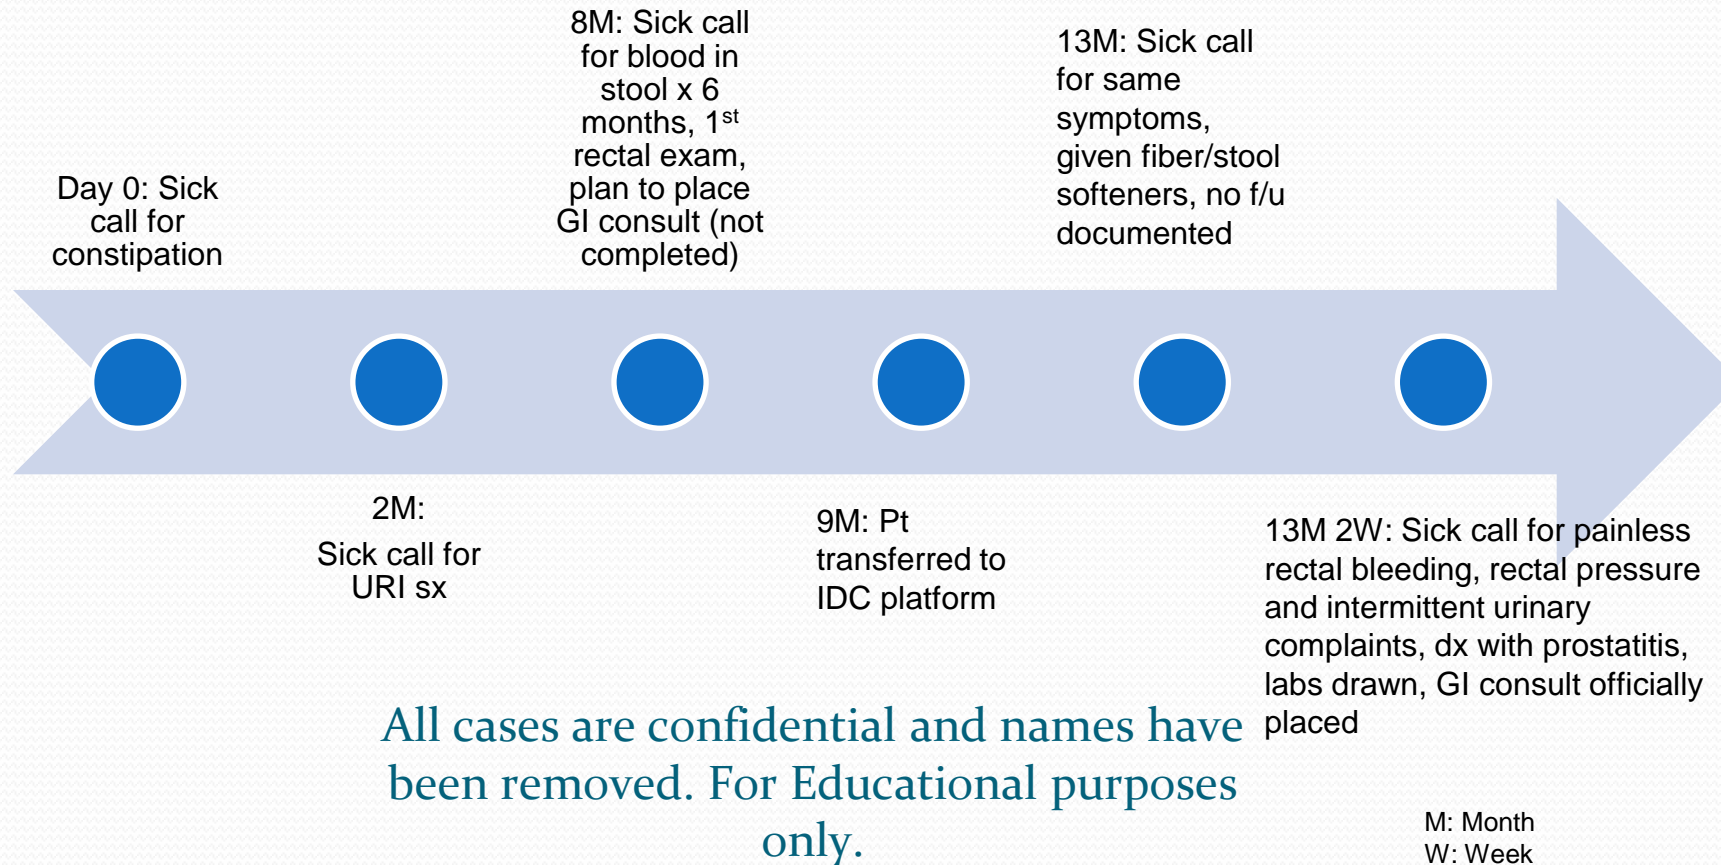 Day 0: Sick
call for
constipation
2M:
Sick call for
URI sx
8M: Sick call
for blood in
stool x 6
months, 1st
rectal exam,
plan to place
GI consult (not
completed)
9M: Pt
transferred to
IDC platform
13M: Sick call
for same
symptoms,
given fiber/stool
softeners, no f/u
documented
13M 2W: Sick call for painless
rectal bleeding, rectal pressure
and intermittent urinary
complaints, dx with prostatitis,
labs drawn, GI consult officially
placed
All cases are confidential and names have
been removed. For Educational purposes
only.
M: Month
W: Week